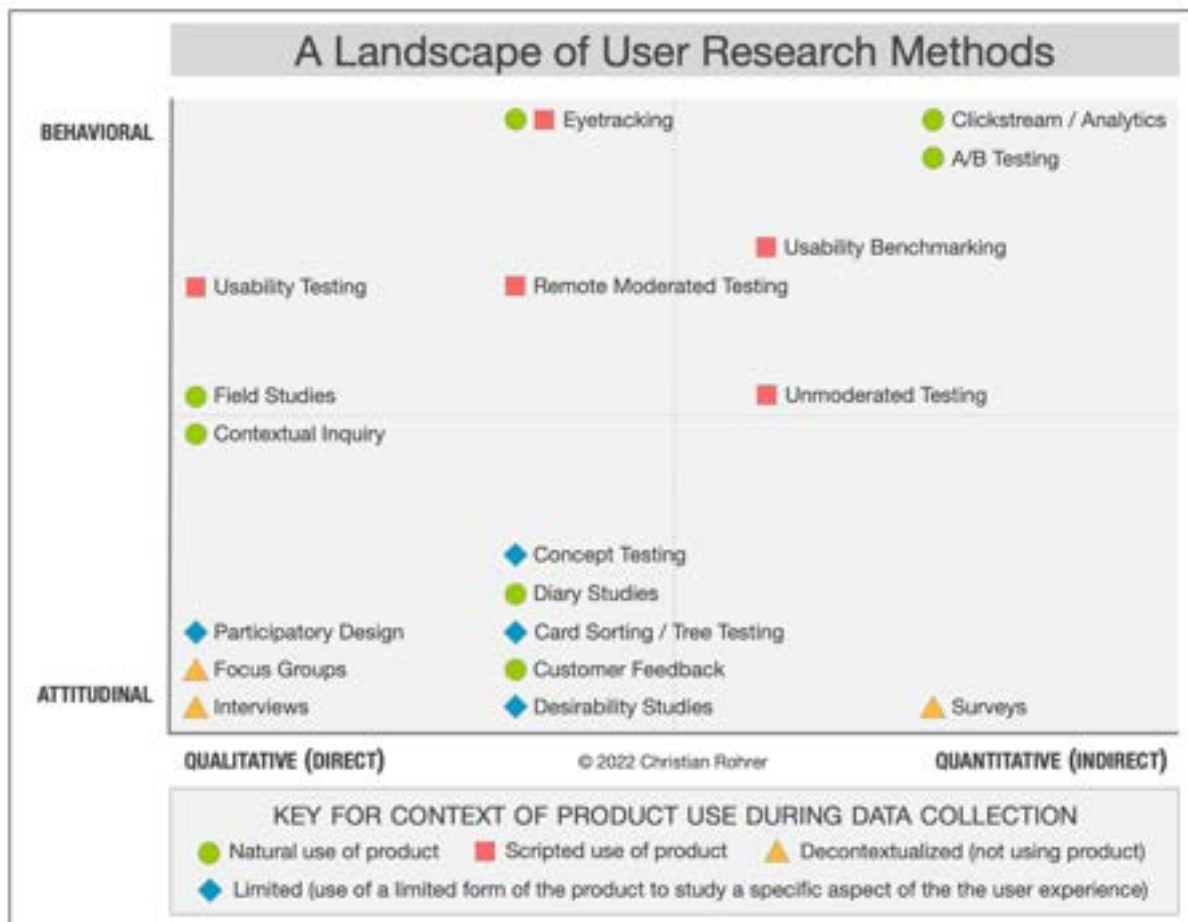 A Landscape of User Research Methods
BEHAVIORAL
Eyetracking
Clickstream / Analytics
A/B Testing
Usability Benchmarking
Usability Testing
Remote Moderated Testing
Field Studies
Unmoderated Testing
Contextual Inquiry
Concept Testing
Diary Studies
Participatory Design
Card Sorting / Tree Testing
Focus Groups
Customer Feedback
ATTITUDINAL
Interviews
Desirability Studies
Surveys
QUALITATIVE (DIRECT)
© 2022 Christian Rohrer
QUANTITATIVE (INDIRECT)
KEY FOR CONTEXT OF PRODUCT USE DURING DATA COLLECTION
Natural use of product
Scripted use of product
Decontextualized (not using product)
Limited (use of a limited form of the product to study a specific aspect of the the user experience)